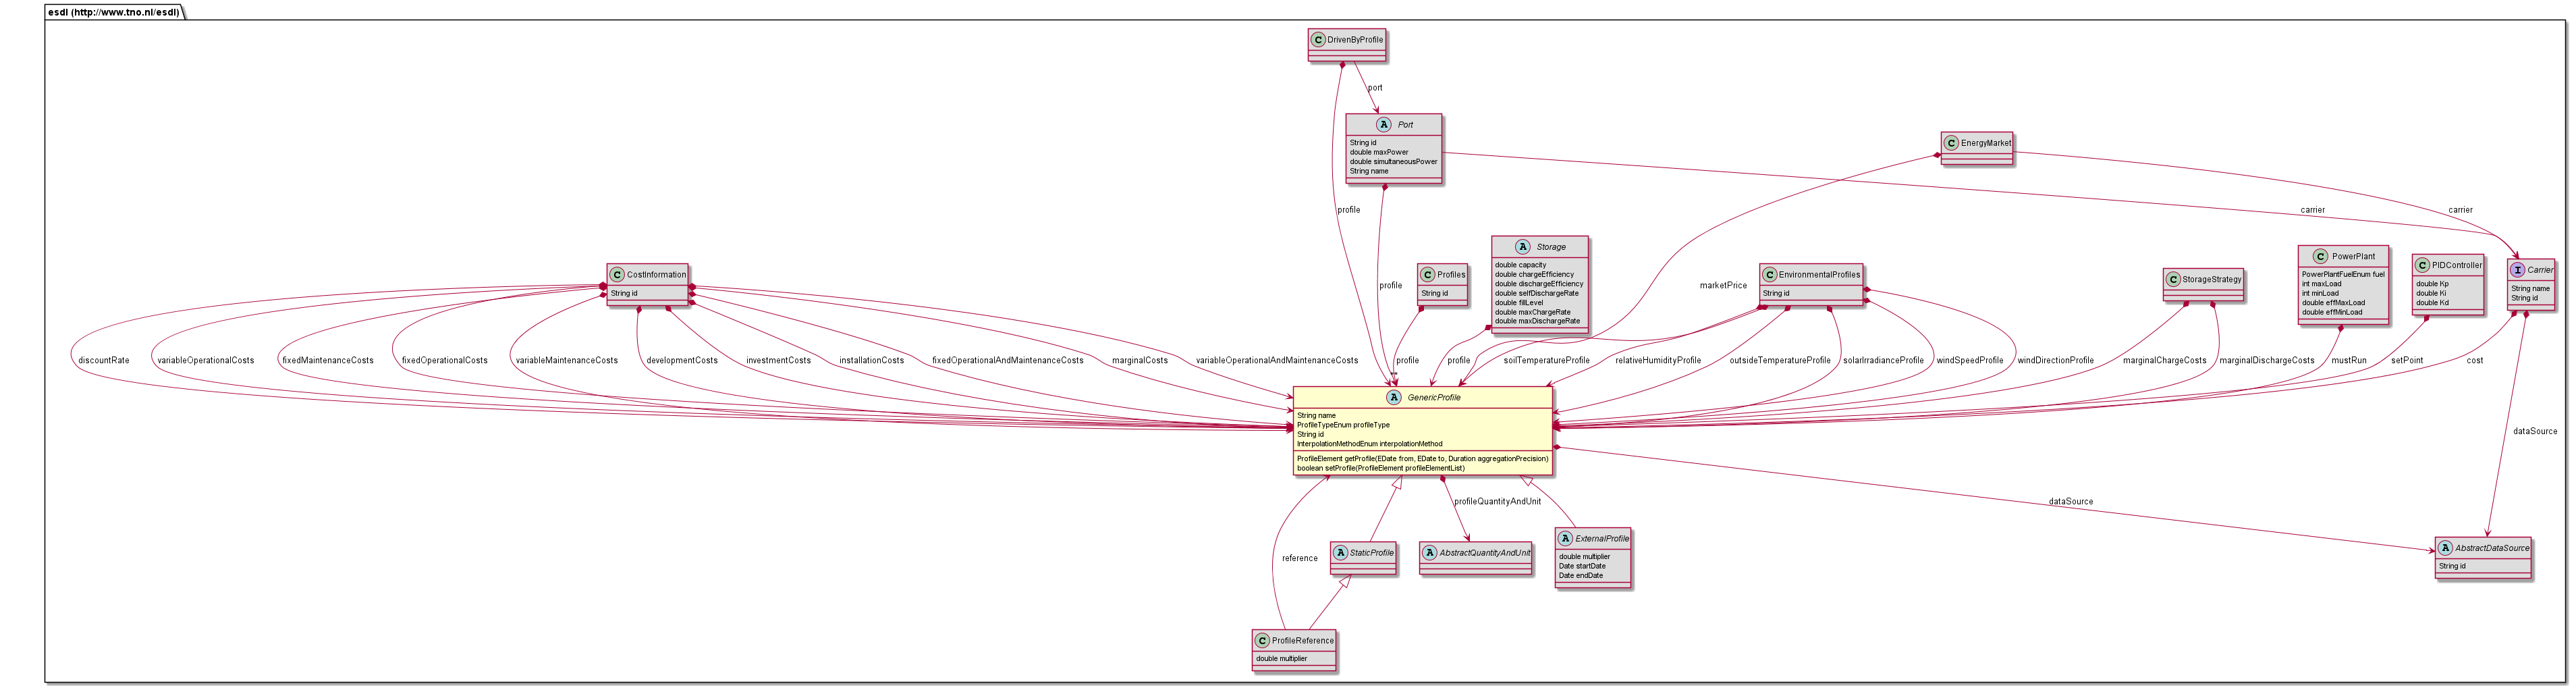 esdl (http://www.tno.nl/esdl)
C DrivenByProfile
port
A Port
String id
double maxPower
double simultaneousPower
String name
C EnergyMarket
profile
carrier
carrier
C CostInformation
String id
C Profiles
String id
A Storage
double capacity
double chargeEfficiency
double dischargeEfficiency
double selfDischargeRate
double fillLevel
double maxChargeRate
double maxDischargeRate
profile
marketPrice
C EnvironmentalProfiles
String id
C StorageStrategy
C PowerPlant
PowerPlantFuelEnum fuel
int maxLoad
int minLoad
double effMaxLoad
double effMinLoad
C PIDController
double Kp
double Ki
double Kd
I Carrier
String name
String id
discountRate
variableOperationalCosts
fixedMaintenanceCosts
fixedOperationalCosts
variableMaintenanceCosts
developmentCosts
investmentCosts
installationCosts
fixedOperationalAndMaintenanceCosts
marginalCosts
variableOperationalAndMaintenanceCosts
profile
profile
soilTemperatureProfile
relativeHumidityProfile
outsideTemperatureProfile
solarIrradianceProfile
windSpeedProfile
windDirectionProfile
marginalChargeCosts
marginalDischargeCosts
mustRun
setPoint
cost
dataSource
A GenericProfile
String name
ProfileTypeEnum profileType
String id
InterpolationMethodEnum interpolationMethod
ProfileElement getProfile(EDate from, EDate to, Duration aggregationPrecision)
boolean setProfile(ProfileElement profileElementList)
profileQuantityAndUnit
dataSource
reference
A StaticProfile
A AbstractQuantityAndUnit
A ExternalProfile
double multiplier
Date startDate
Date endDate
A AbstractDataSource
String id
C ProfileReference
double multiplier